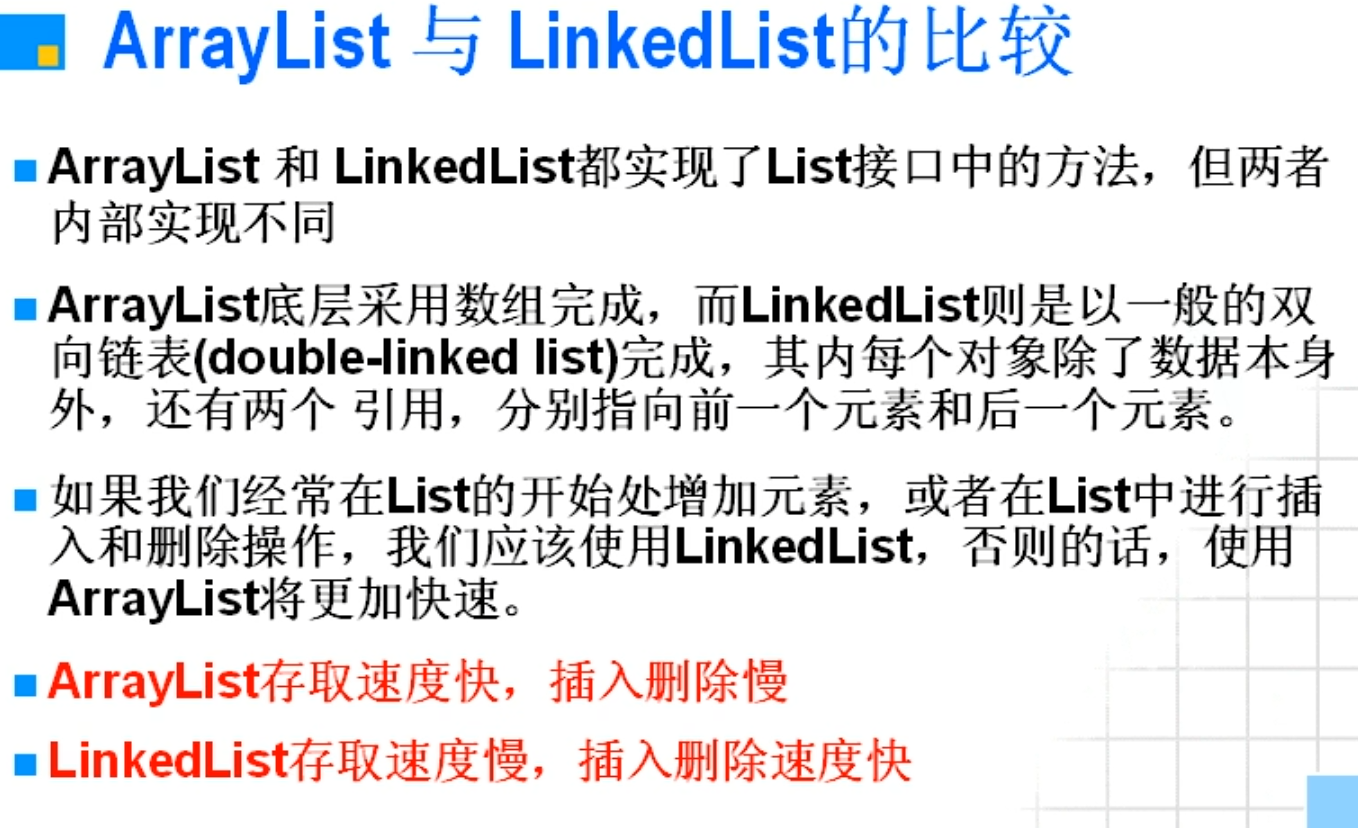 ArrayList 与 LinkedList的比较
ArrayList 和 LinkedList都实现了List接口中的方法，但两者
内部实现不同
ArrayList底层采用数组完成，而LinkedList则是以一般的双
向链表(double-linked list)完成，其内每个对象除了数据本身
外，还有两个 引用，分别指向前一个元素和后一个元素。
如果我们经常在List的开始处增加元素，或者在List中进行插
入和删除操作，我们应该使用LinkedList，否则的话，使用
ArrayList将更加快速。
ArrayList存取速度快，插入删除慢
LinkedList存取速度慢，插入删除速度快